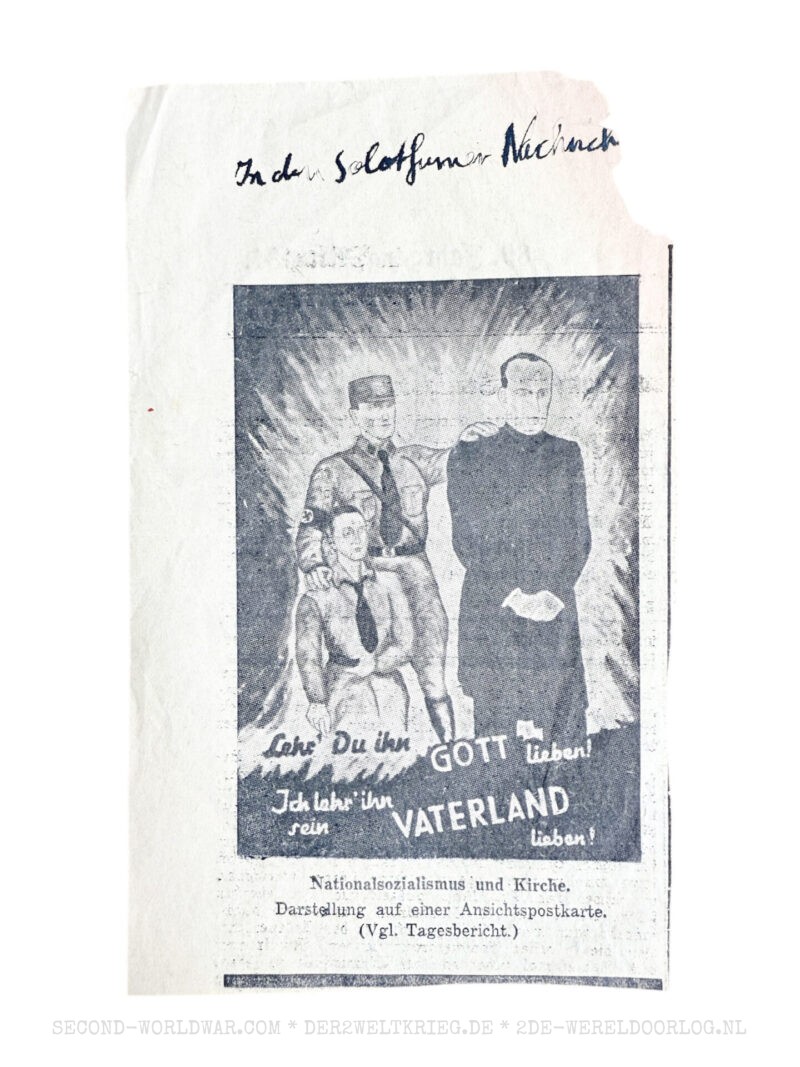 In den Solothurner
Lehr' Du ihn GOTT lieben!
Ich lehr' ihn
sein VATERLAND
lieben!
Nationalsozialismus und Kirche.
Darstellung auf einer Ansichtspostkarte.
(Vgl. Tagesbericht.)
SECOND-WORLDWAR.COM * DER2WELTKRIEG.DE * 2DE-WERELDOORLOG.NL